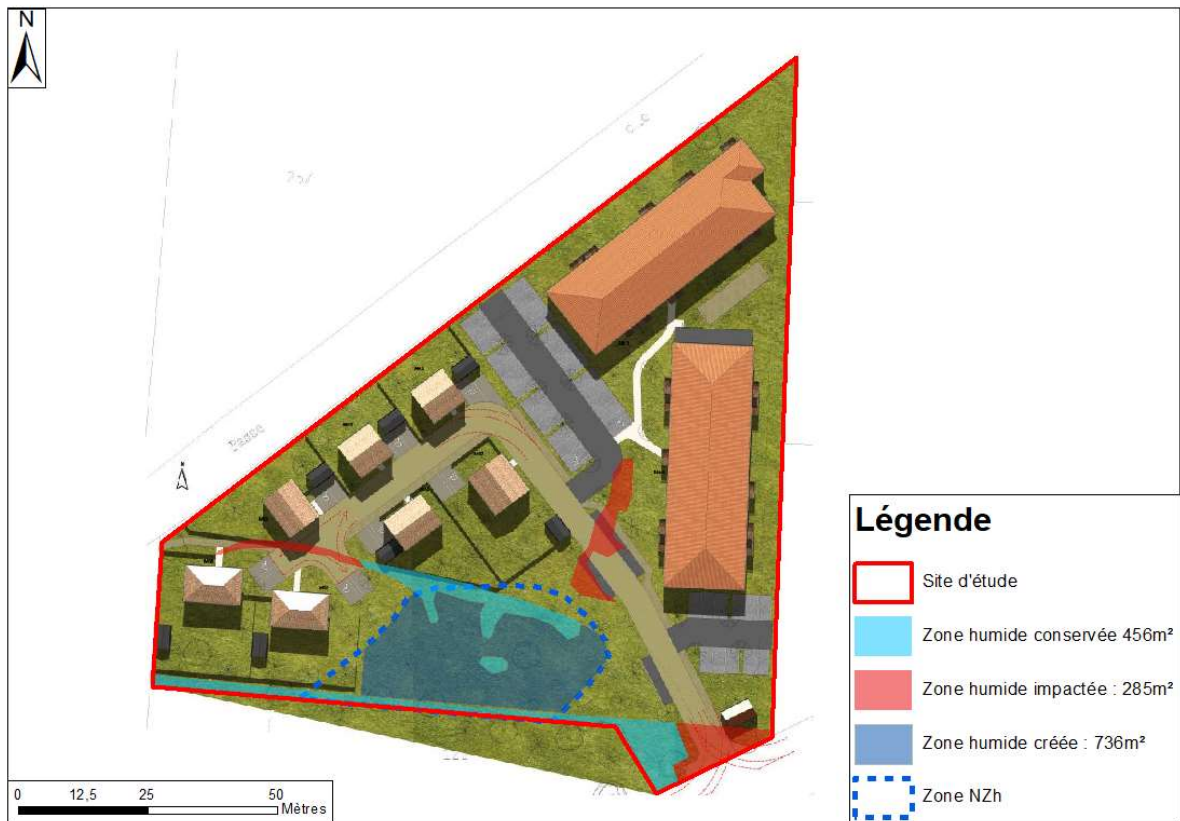 N
Légende
Site d'étude
Zone humide conservée 456m²
Zone humide impactée : 285m²
Zone humide créée : 736m²
Zone NZh
0 12,5 25 50
Mètres